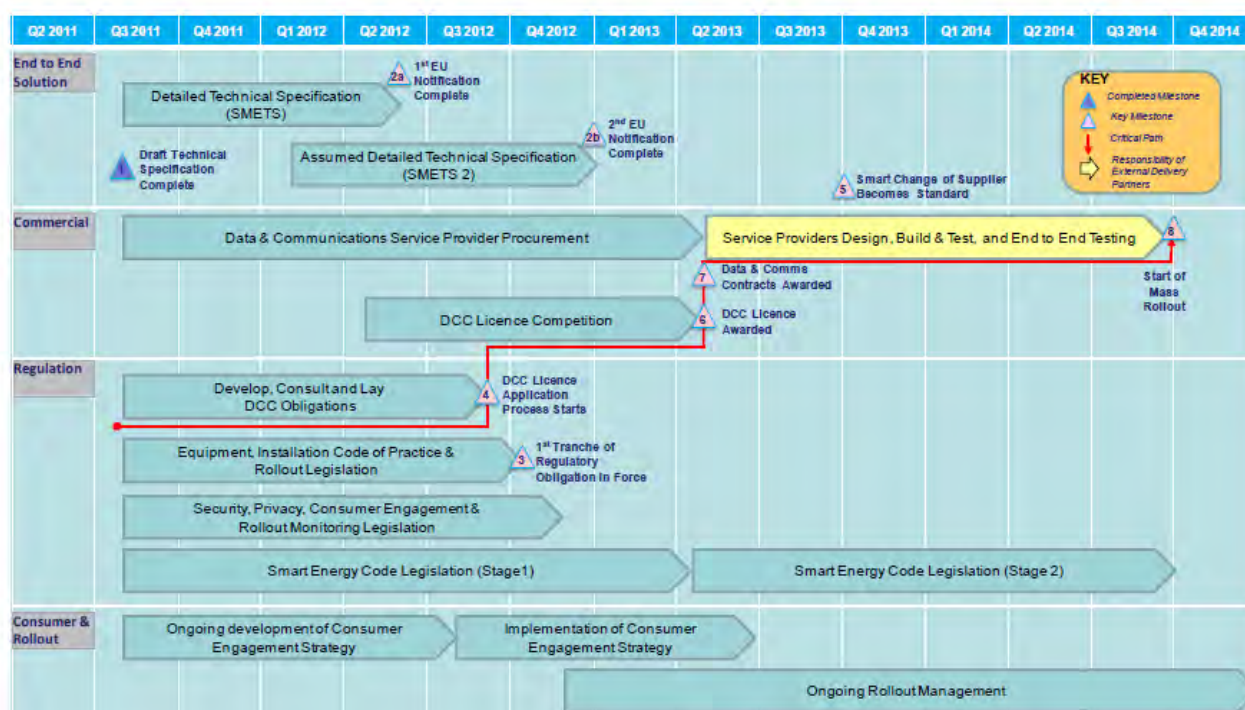 Q2 2011 Q3 2011 Q4 2011 Q1 2012 Q2 2012 Q3 2012 Q4 2012 Q1 2013 Q2 2013 Q3 2013 Q4 2013 Q1 2014 Q2 2014 Q3 2014 Q4 2014
End to End
Solution
Detailed Technical Specification
(SMETS)
2a
1st EU
Notification
Complete
1
Draft Technical
Specification
Complete
Assumed Detailed Technical Specification
(SMETS 2)
2b
2nd EU
Notification
Complete
5
Smart Change of Supplier
Becomes Standard
KEY
Completed Milestone
Key Milestone
Critical Path
Responsibility of
External Delivery
Partners
Commercial
Data & Communications Service Provider Procurement
Service Providers Design, Build & Test, and End to End Testing
8
Start of
Mass
Rollout
7
Data & Comms
Contracts Awarded
DCC Licence Competition
6
DCC Licence
Awarded
Regulation
Develop, Consult and Lay
DCC Obligations
4
DCC Licence
Application
Process Starts
Equipment, Installation Code of Practice &
Rollout Legislation
3
1st Tranche of
Regulatory
Obligation In Force
Security, Privacy, Consumer Engagement &
Rollout Monitoring Legislation
Smart Energy Code Legislation (Stage1)
Smart Energy Code Legislation (Stage 2)
Consumer &
Rollout
Ongoing development of Consumer
Engagement Strategy
Implementation of Consumer
Engagement Strategy
Ongoing Rollout Management